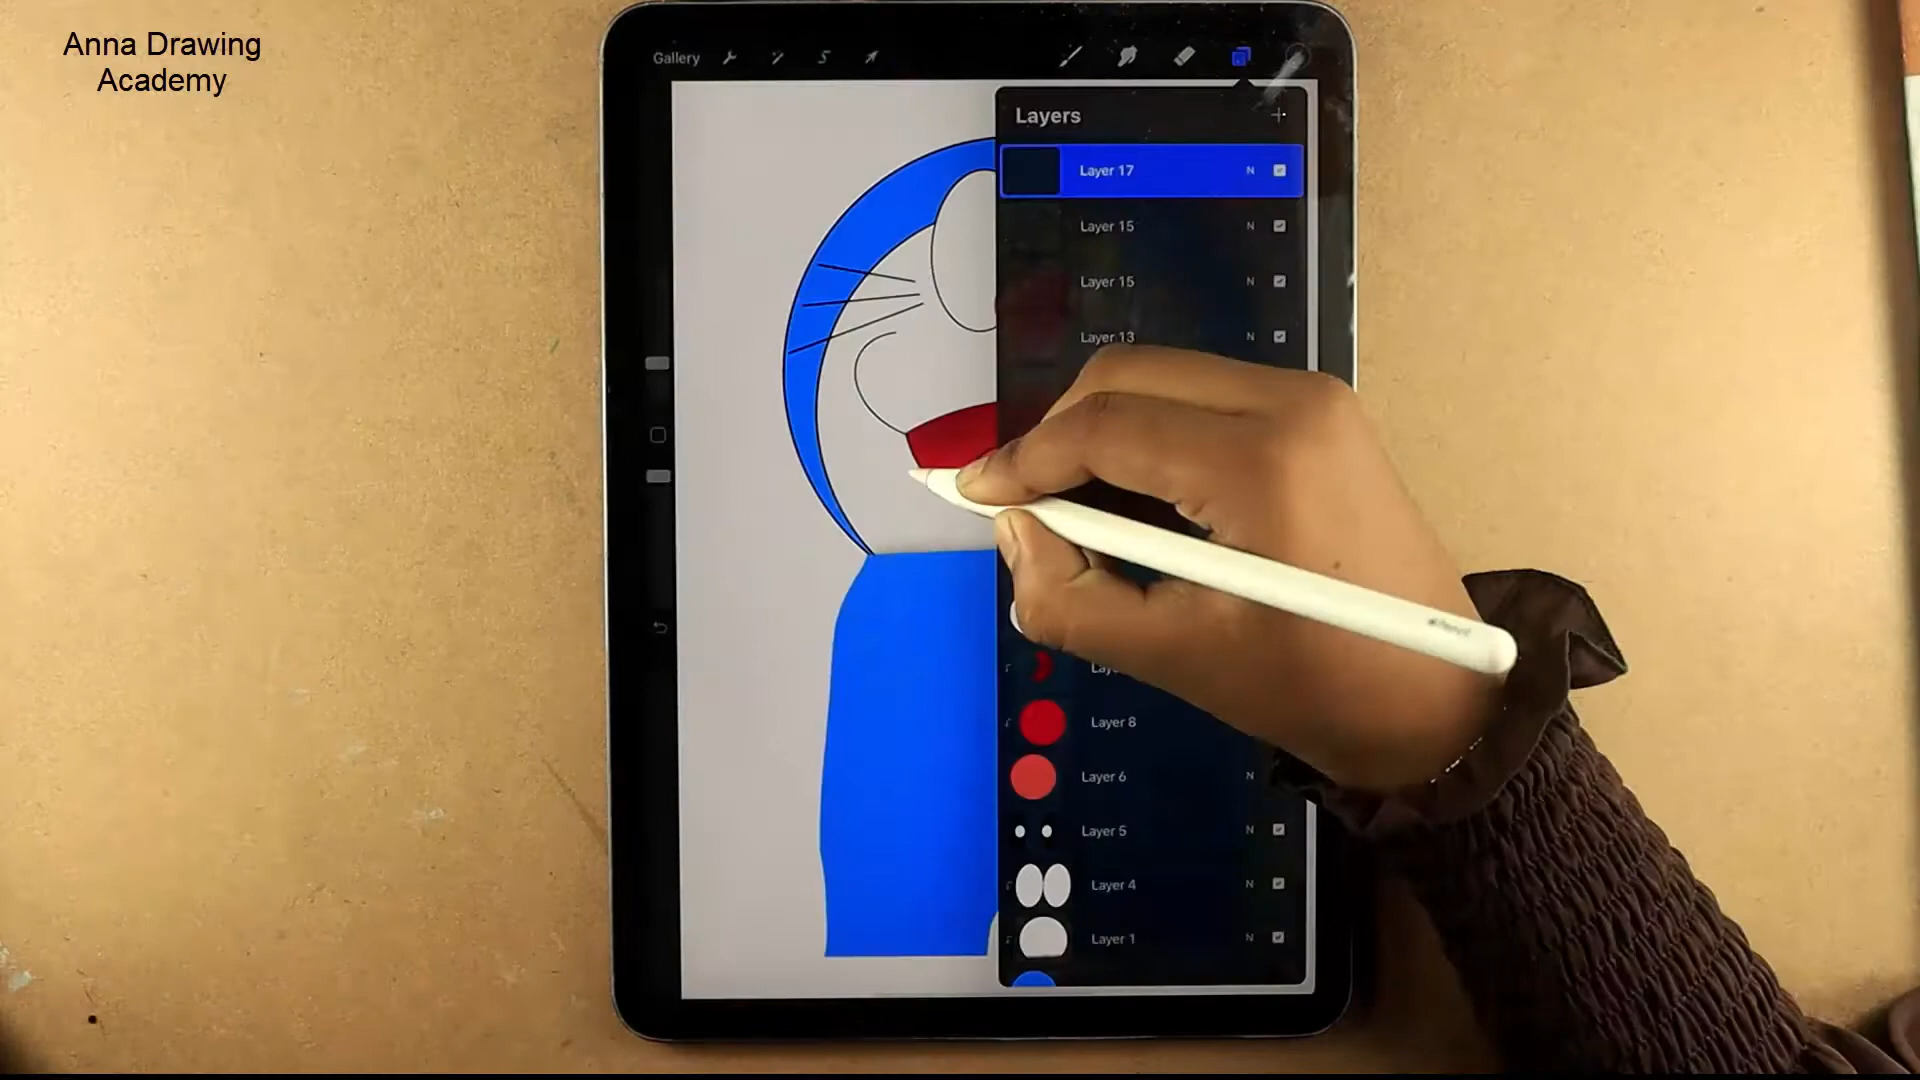 Anna Drawing
Academy
Gallery
Layers
Layer 17 N
Layer 15 N
Layer 15 N
Layer 13 N
Layer 8
Layer 6 N
Layer 5 N
Layer 4 N
Layer 1 N